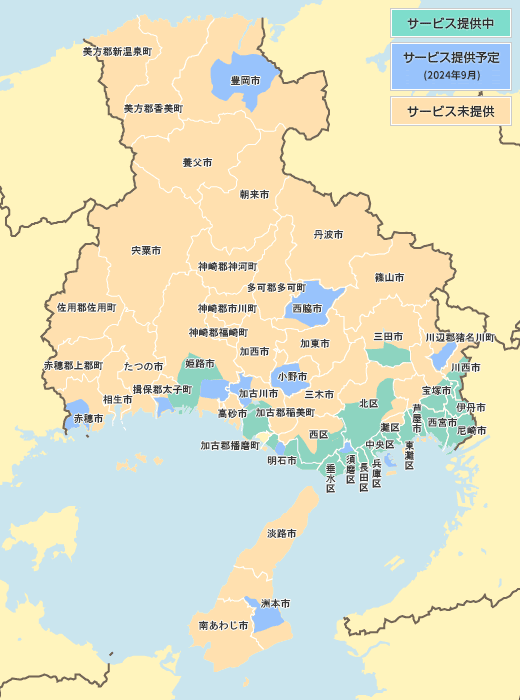 サービス提供中
サービス提供予定
(2024年9月)
サービス未提供
美方郡新温泉町
豊岡市
美方郡香美町
養父市
朝来市
丹波市
宍粟市
神崎郡神河町
篠山市
多可郡多可町
佐用郡佐用町
神崎郡市川町
西脇市
神崎郡福崎町
加東市
三田市
川辺郡猪名川町
加西市
赤穂郡上郡町
たつの市
姫路市
川西市
小野市
揖保郡太子町
加古川市
三木市
宝塚市
相生市
北区
伊丹市
赤穂市
高砂市
加古郡稲美町
芦屋市
西宮市
灘区
尼崎市
西区
加古郡播磨町
中央区
東灘区
明石市
垂水区
須磨区
長田区
兵庫区
淡路市
洲本市
南あわじ市